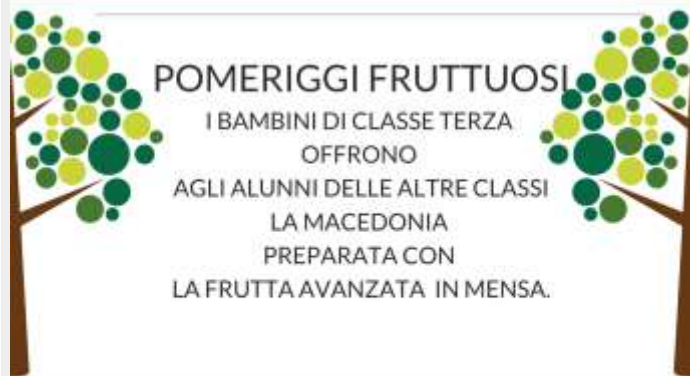 POMERIGGI FRUTTUOSI
I BAMBINI DI CLASSE TERZA
OFFRONO
AGLI ALUNNI DELLE ALTRE CLASSI
LA MACEDONIA
PREPARATA CON
LA FRUTTA AVANZATA IN MENSA.